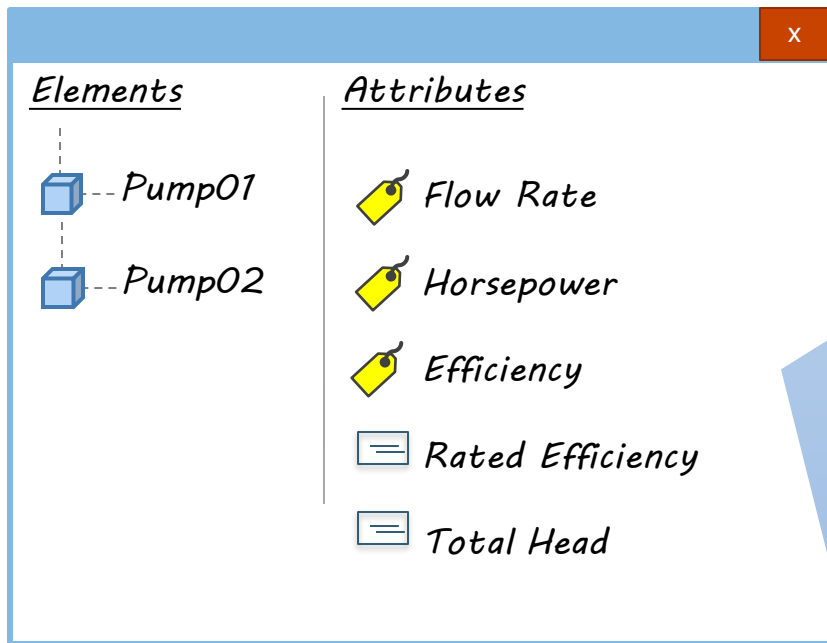 x
Elements
Attributes
Pump01
Flow Rate
Pump02
Horsepower
Efficiency
Rated Efficiency
Total Head